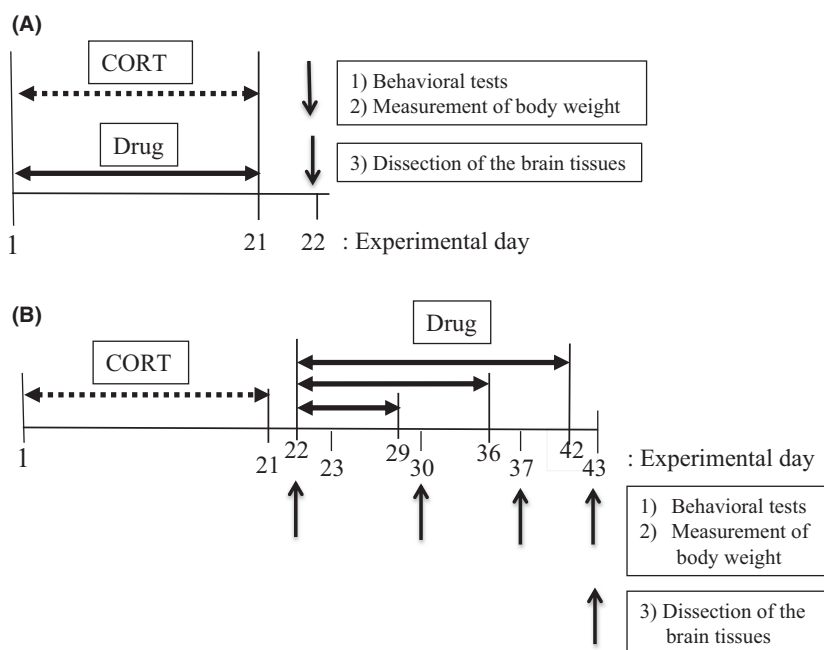 (A)
CORT
1) Behavioral tests
2) Measurement of body weight
Drug
3) Dissection of the brain tissues
1
21
22
: Experimental day
(B)
Drug
CORT
1
21
22
23
29
30
36
37
42
43
: Experimental day
1) Behavioral tests
2) Measurement of
body weight
3) Dissection of the
brain tissues